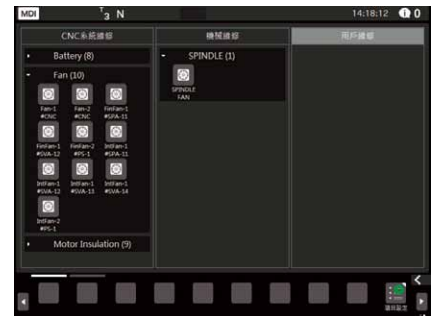 MDI
T
3 N
14:18:12
0
CNC系統維修
機械維修
用戶維修
Battery (8)
Fan (10)
Fan-1
#CNC
Fan-2
#CNC
FinFan-1
#SPA-11
FinFan-1
#SVA-12
FinFan-2
#PS-1
IntFan-1
#SPA-11
IntFan-1
#SVA-12
IntFan-1
#SVA-13
IntFan-1
#SVA-14
IntFan-2
#PS-1
Motor Insulation (9)
SPINDLE (1)
SPINDLE
FAN